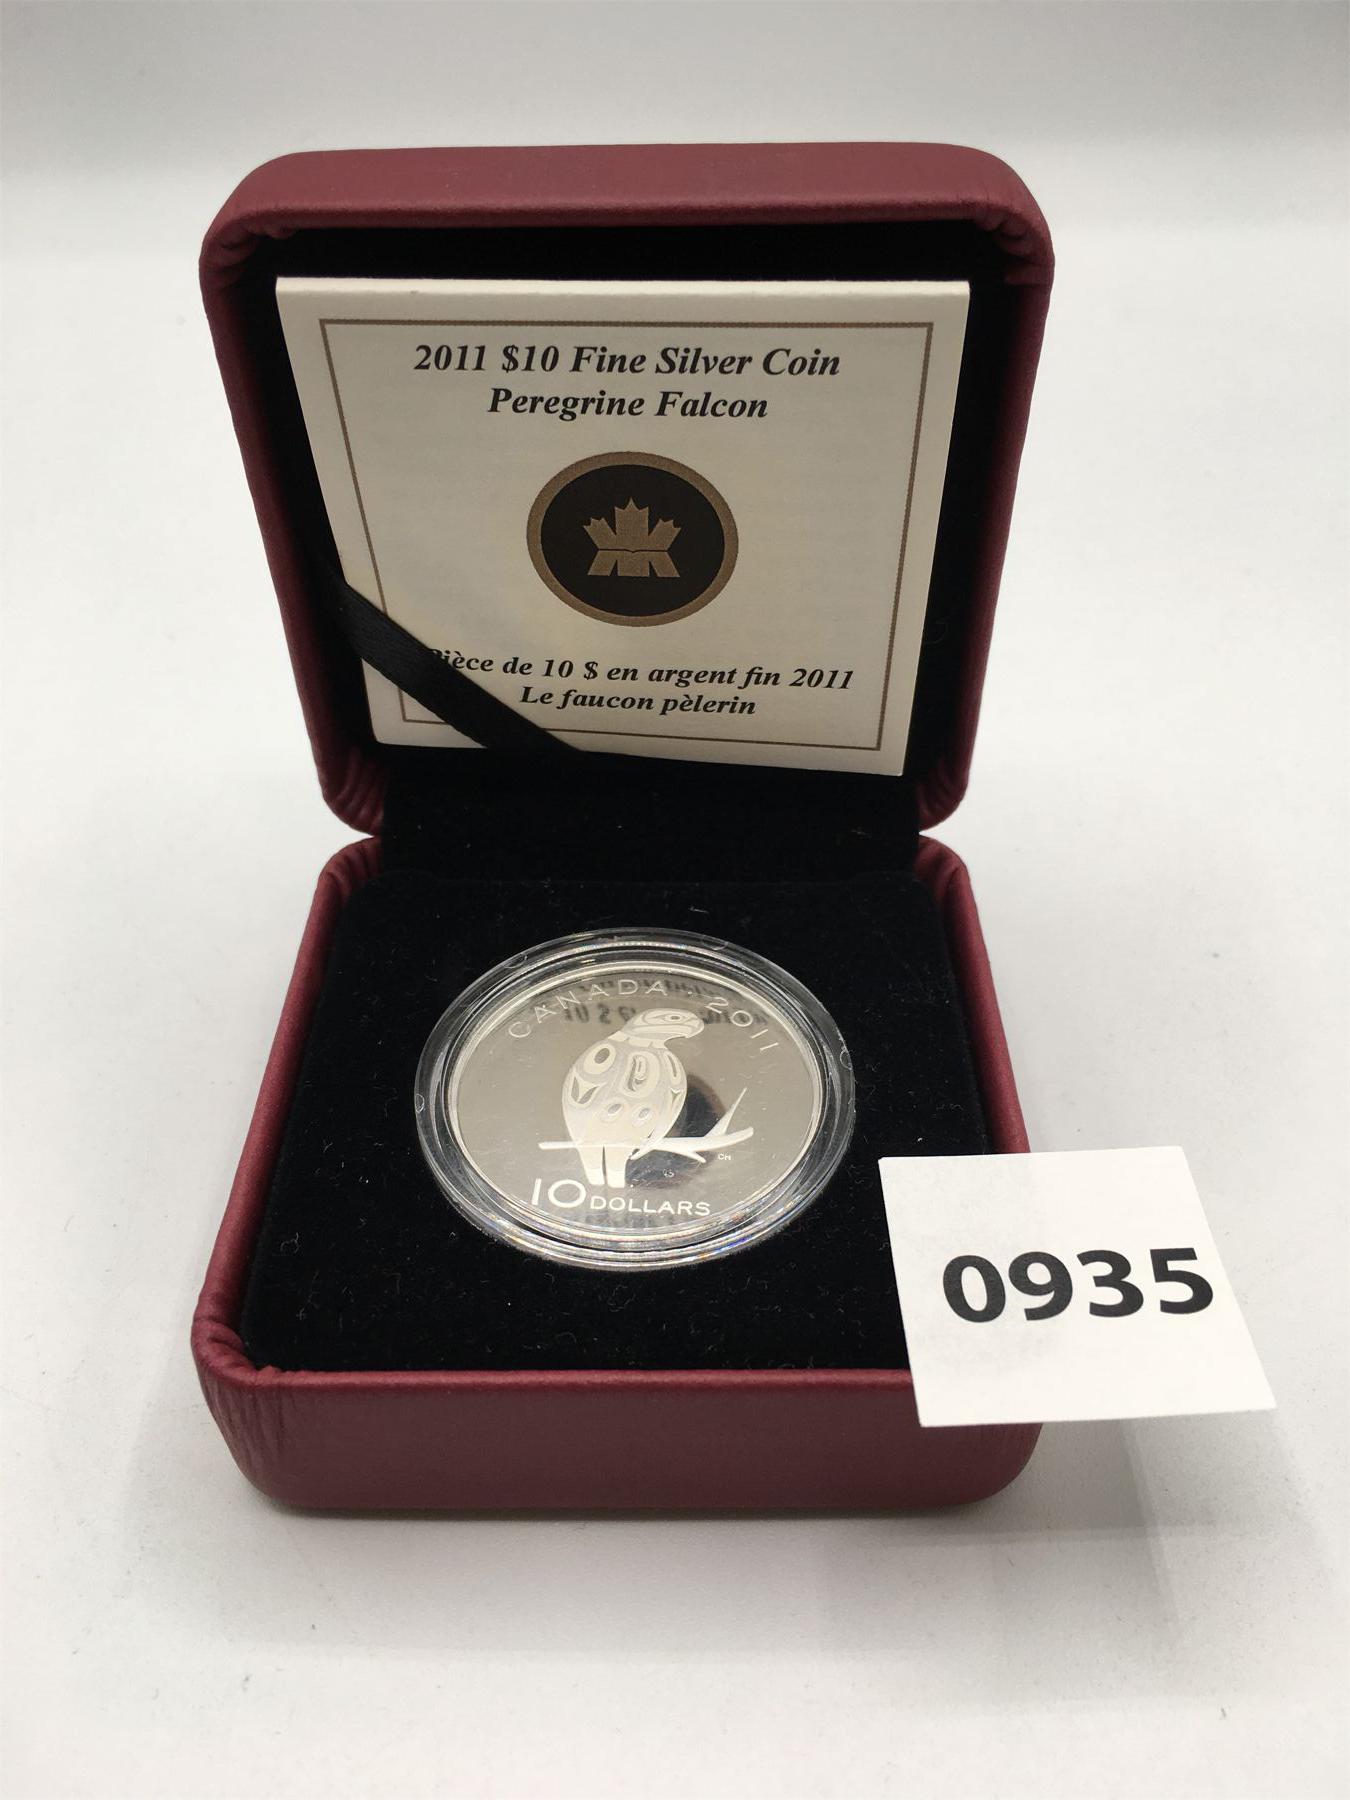 2011 $10 Fine Silver Coin
Peregrine Falcon
Pièce de 10 $ en argent fin 2011
Le faucon pèlerin
CANADA 2011
CH
10 DOLLARS
0935